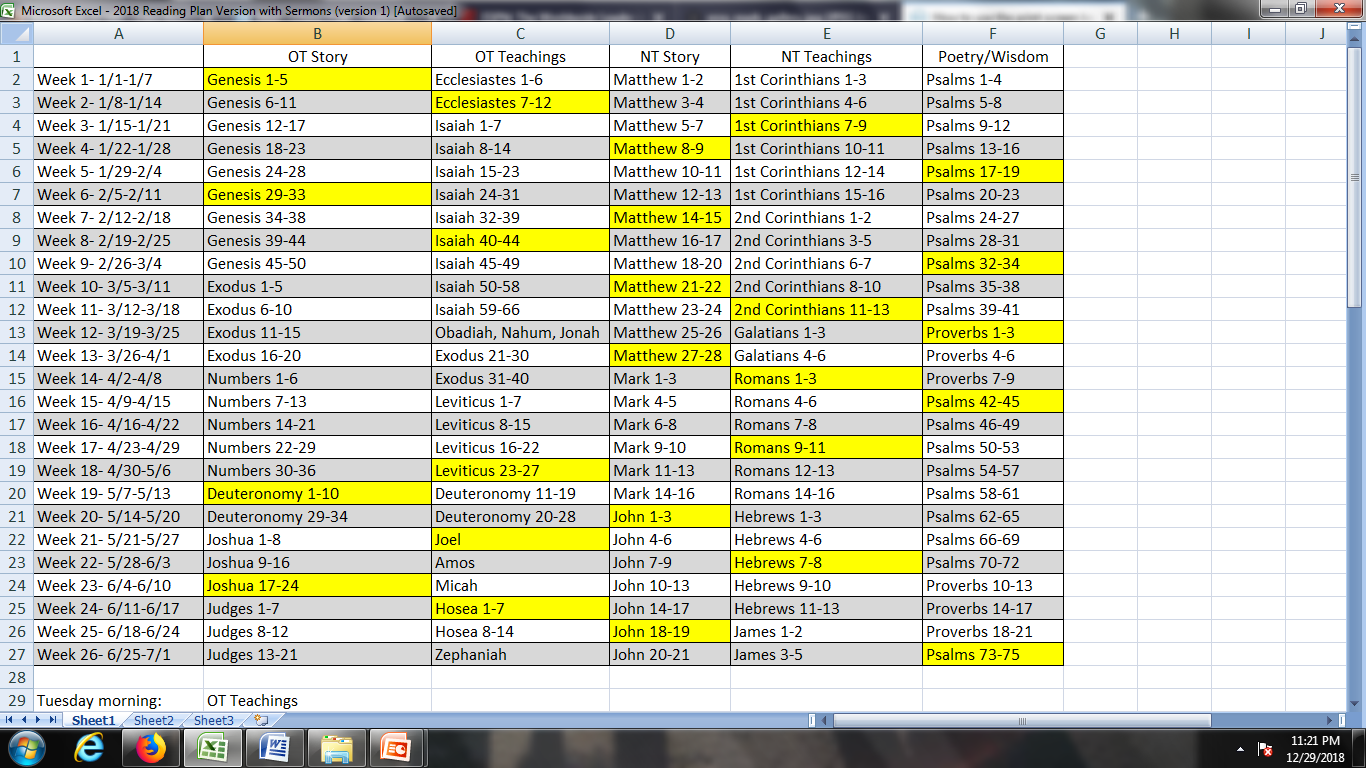 Microsoft Excel - 2018 Reading Plan Version with Sermons (version 1) [Autosaved]
A B C D E F G H I J
1 OT Story OT Teachings NT Story NT Teachings Poetry/Wisdom
2 Week 1- 1/1-1/7 Genesis 1-5 Ecclesiastes 1-6 Matthew 1-2 1st Corinthians 1-3 Psalms 1-4
3 Week 2- 1/8-1/14 Genesis 6-11 Ecclesiastes 7-12 Matthew 3-4 1st Corinthians 4-6 Psalms 5-8
4 Week 3- 1/15-1/21 Genesis 12-17 Isaiah 1-7 Matthew 5-7 1st Corinthians 7-9 Psalms 9-12
5 Week 4- 1/22-1/28 Genesis 18-23 Isaiah 8-14 Matthew 8-9 1st Corinthians 10-11 Psalms 13-16
6 Week 5- 1/29-2/4 Genesis 24-28 Isaiah 15-23 Matthew 10-11 1st Corinthians 12-14 Psalms 17-19
7 Week 6- 2/5-2/11 Genesis 29-33 Isaiah 24-31 Matthew 12-13 1st Corinthians 15-16 Psalms 20-23
8 Week 7- 2/12-2/18 Genesis 34-38 Isaiah 32-39 Matthew 14-15 2nd Corinthians 1-2 Psalms 24-27
9 Week 8- 2/19-2/25 Genesis 39-44 Isaiah 40-44 Matthew 16-17 2nd Corinthians 3-5 Psalms 28-31
10 Week 9- 2/26-3/4 Genesis 45-50 Isaiah 45-49 Matthew 18-20 2nd Corinthians 6-7 Psalms 32-34
11 Week 10- 3/5-3/11 Exodus 1-5 Isaiah 50-58 Matthew 21-22 2nd Corinthians 8-10 Psalms 35-38
12 Week 11- 3/12-3/18 Exodus 6-10 Isaiah 59-66 Matthew 23-24 2nd Corinthians 11-13 Psalms 39-41
13 Week 12- 3/19-3/25 Exodus 11-15 Obadiah, Nahum, Jonah Matthew 25-26 Galatians 1-3 Proverbs 1-3
14 Week 13- 3/26-4/1 Exodus 16-20 Exodus 21-30 Matthew 27-28 Galatians 4-6 Proverbs 4-6
15 Week 14- 4/2-4/8 Numbers 1-6 Exodus 31-40 Mark 1-3 Romans 1-3 Proverbs 7-9
16 Week 15- 4/9-4/15 Numbers 7-13 Leviticus 1-7 Mark 4-5 Romans 4-6 Psalms 42-45
17 Week 16- 4/16-4/22 Numbers 14-21 Leviticus 8-15 Mark 6-8 Romans 7-8 Psalms 46-49
18 Week 17- 4/23-4/29 Numbers 22-29 Leviticus 16-22 Mark 9-10 Romans 9-11 Psalms 50-53
19 Week 18- 4/30-5/6 Numbers 30-36 Leviticus 23-27 Mark 11-13 Romans 12-13 Psalms 54-57
20 Week 19- 5/7-5/13 Deuteronomy 1-10 Deuteronomy 11-19 Mark 14-16 Romans 14-16 Psalms 58-61
21 Week 20- 5/14-5/20 Deuteronomy 29-34 Deuteronomy 20-28 John 1-3 Hebrews 1-3 Psalms 62-65
22 Week 21- 5/21-5/27 Joshua 1-8 Joel John 4-6 Hebrews 4-6 Psalms 66-69
23 Week 22- 5/28-6/3 Joshua 9-16 Amos John 7-9 Hebrews 7-8 Psalms 70-72
24 Week 23- 6/4-6/10 Joshua 17-24 Micah John 10-13 Hebrews 9-10 Proverbs 10-13
25 Week 24- 6/11-6/17 Judges 1-7 Hosea 1-7 John 14-17 Hebrews 11-13 Proverbs 14-17
26 Week 25- 6/18-6/24 Judges 8-12 Hosea 8-14 John 18-19 James 1-2 Proverbs 18-21
27 Week 26- 6/25-7/1 Judges 13-21 Zephaniah John 20-21 James 3-5 Psalms 73-75
28
29 Tuesday morning: OT Teachings
Sheet1 Sheet2 Sheet3
11:21 PM
12/29/2018